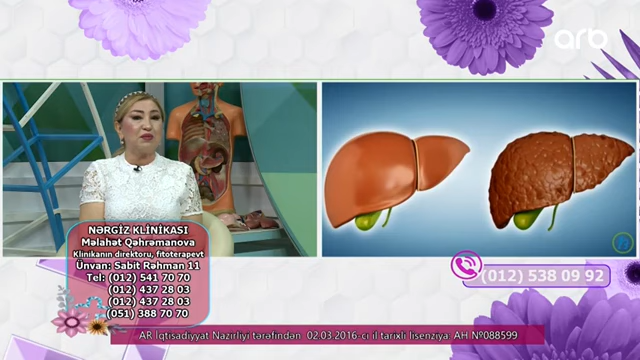 arb
NƏRGİZ KLİNİKASI
Məlahət Qəhrəmanova
Klinikanın direktoru, fitoterapevt
Ünvan: Sabit Rəhman 11
Tel: (012) 541 70 70
(012) 437 28 03
(012) 437 28 03
(051) 388 70 70
(012) 538 09 92
AR İqtisadiyyat Nazirliyi tərəfindən 02.03.2016-ci il tarixli lisenziya. AH №088599